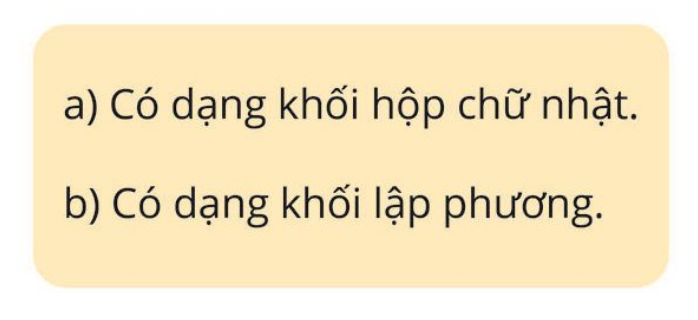 a) Có dạng khối hộp chữ nhật.
b) Có dạng khối lập phương.